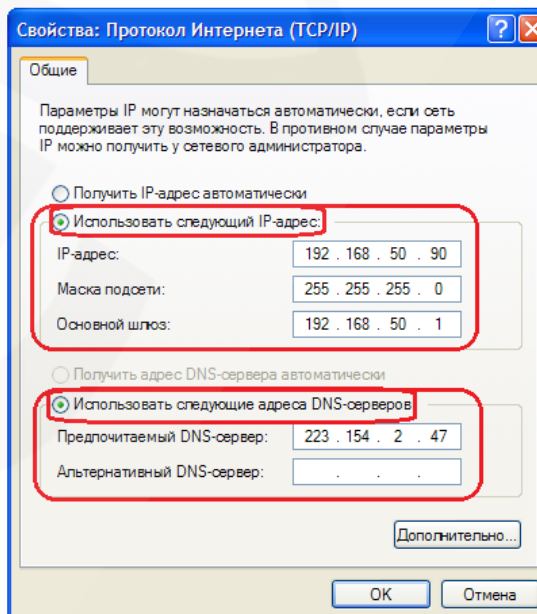 Свойства: Протокол Интернета (TCP/IP)
Общие
Параметры IP могут назначаться автоматически, если сеть
поддерживает эту возможность. В противном случае параметры
IP можно получить у сетевого администратора.
Получить IP-адрес автоматически
Использовать следующий IP-адрес:
IP-адрес: 192 . 168 . 50 . 90
Маска подсети: 255 . 255 . 255 . 0
Основной шлюз: 192 . 168 . 50 . 1
Получить адрес DNS-сервера автоматически
Использовать следующие адреса DNS-серверов
Предпочитаемый DNS-сервер: 223 . 154 . 2 . 47
Альтернативный DNS-сервер: . . .
Дополнительно...
OK Отмена